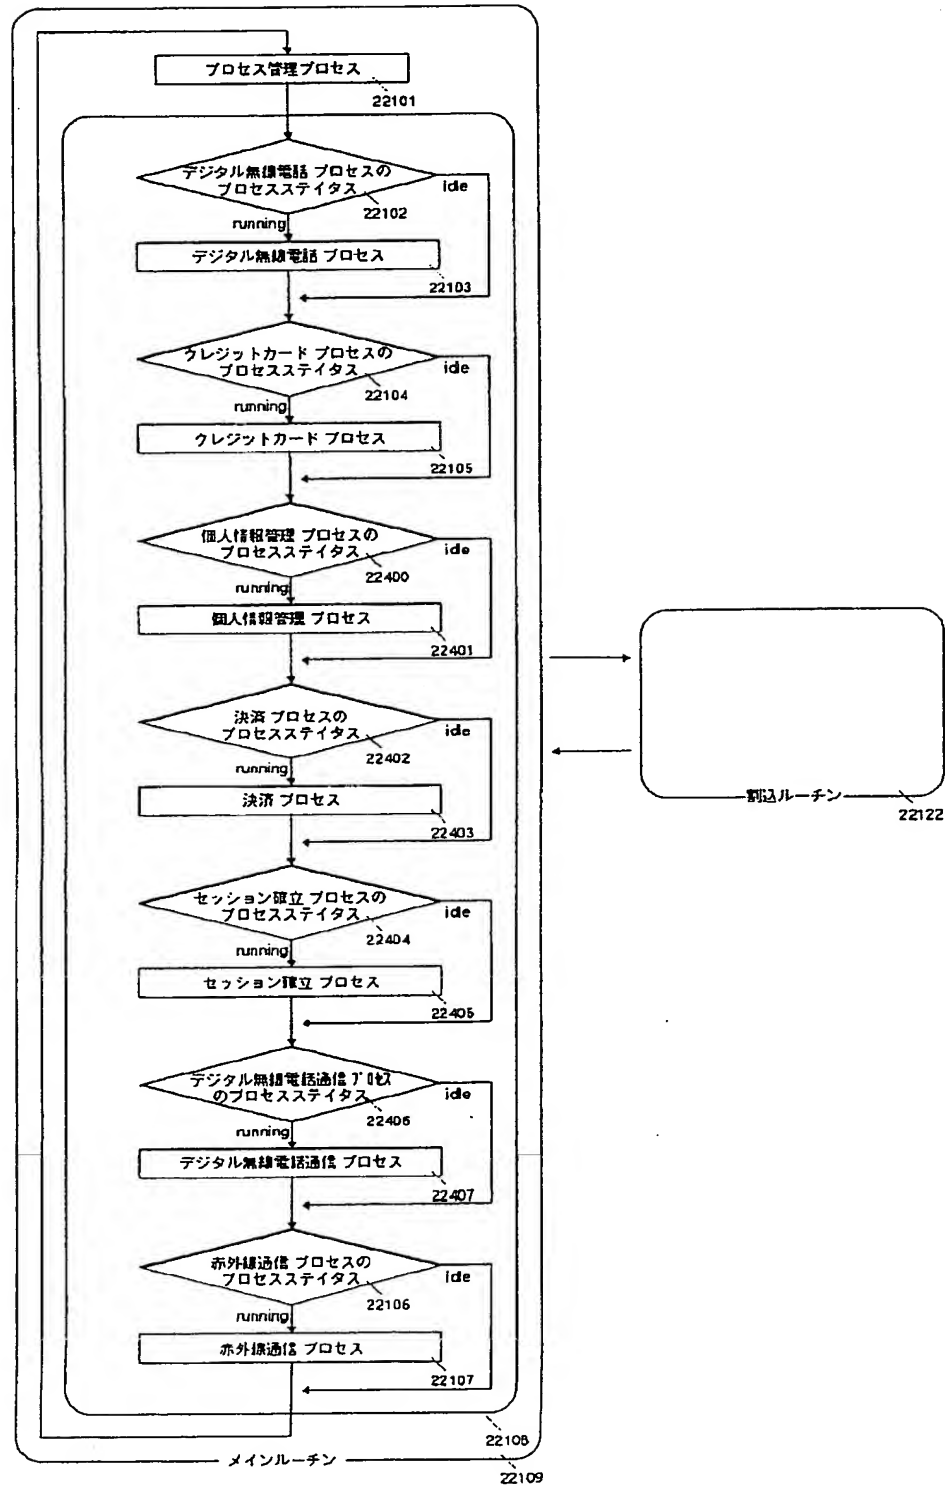 プロセス管理プロセス
22101
デジタル無線電話 プロセスの
プロセスステイタス
22102
idle
running
デジタル無線電話 プロセス
22103
クレジットカード プロセスの
プロセスステイタス
22104
idle
running
クレジットカード プロセス
22105
個人情報管理 プロセスの
プロセスステイタス
22400
idle
running
個人情報管理 プロセス
22401
決済 プロセスの
プロセスステイタス
22402
idle
running
決済 プロセス
22403
セッション確立 プロセスの
プロセスステイタス
22404
idle
running
セッション確立 プロセス
22405
デジタル無線電話通信 プロセス
のプロセスステイタス
22406
idle
running
デジタル無線電話通信 プロセス
22407
赤外線通信 プロセスの
プロセスステイタス
22106
idle
running
赤外線通信 プロセス
22107
22108
メインルーチン
22109
割込ルーチン
22122